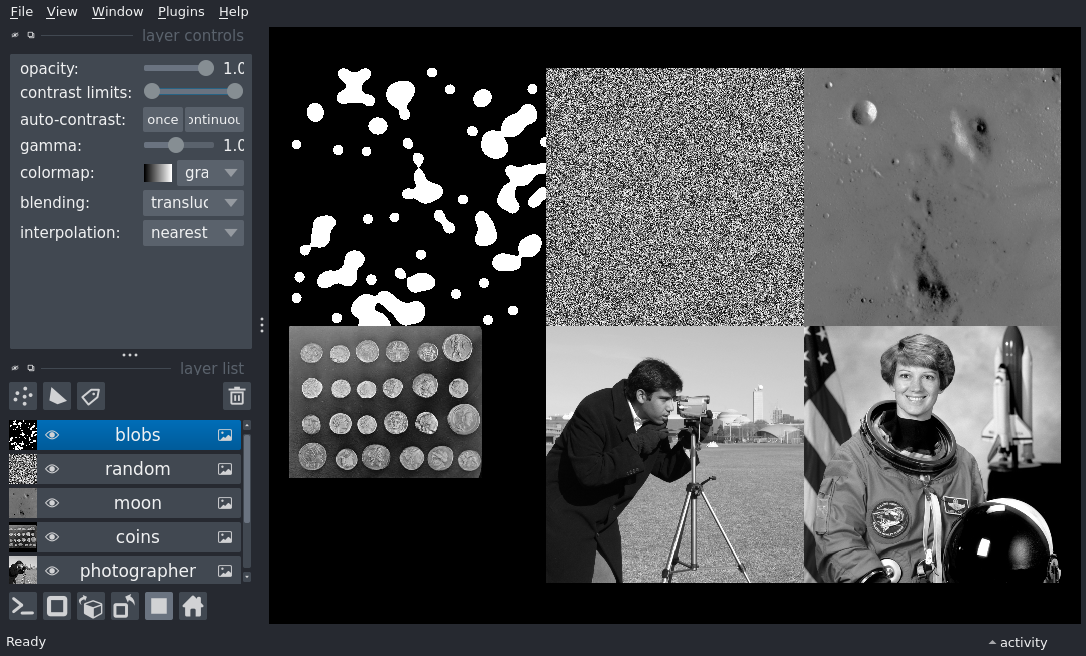 File View Window Plugins Help
layer controls
opacity: 1.0
contrast limits:
auto-contrast: once ontinuou
gamma: 1.0
colormap: gra
blending: transluc
interpolation: nearest
layer list
blobs
random
moon
coins
photographer
Ready
activity